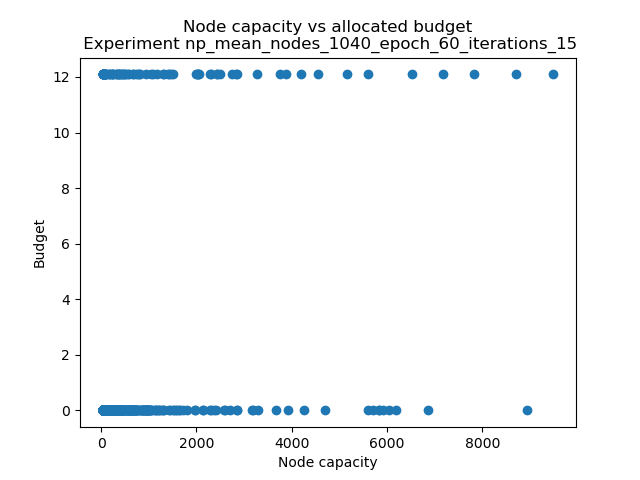 Node capacity vs allocated budget
Experiment np_mean_nodes_1040_epoch_60_iterations_15
12
10
8
6
4
2
0
Budget
0 2000 4000 6000 8000
Node capacity